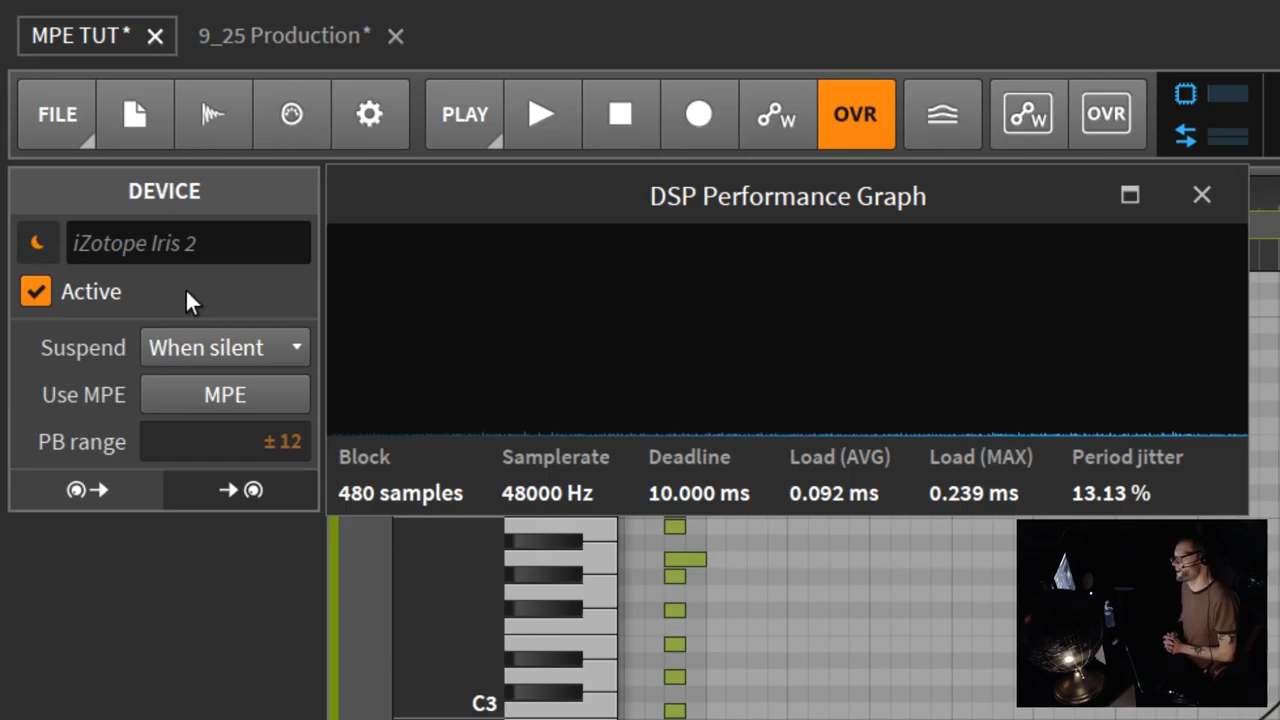 MPE TUT* 9_25 Production*
FILE PLAY W OVR W OVR
DEVICE
iZotope Iris 2
Active
Suspend When silent
Use MPE MPE
PB range ± 12
DSP Performance Graph
Block Samplerate Deadline Load (AVG) Load (MAX) Period jitter
480 samples 48000 Hz 10.000 ms 0.092 ms 0.239 ms 13.13 %
C3